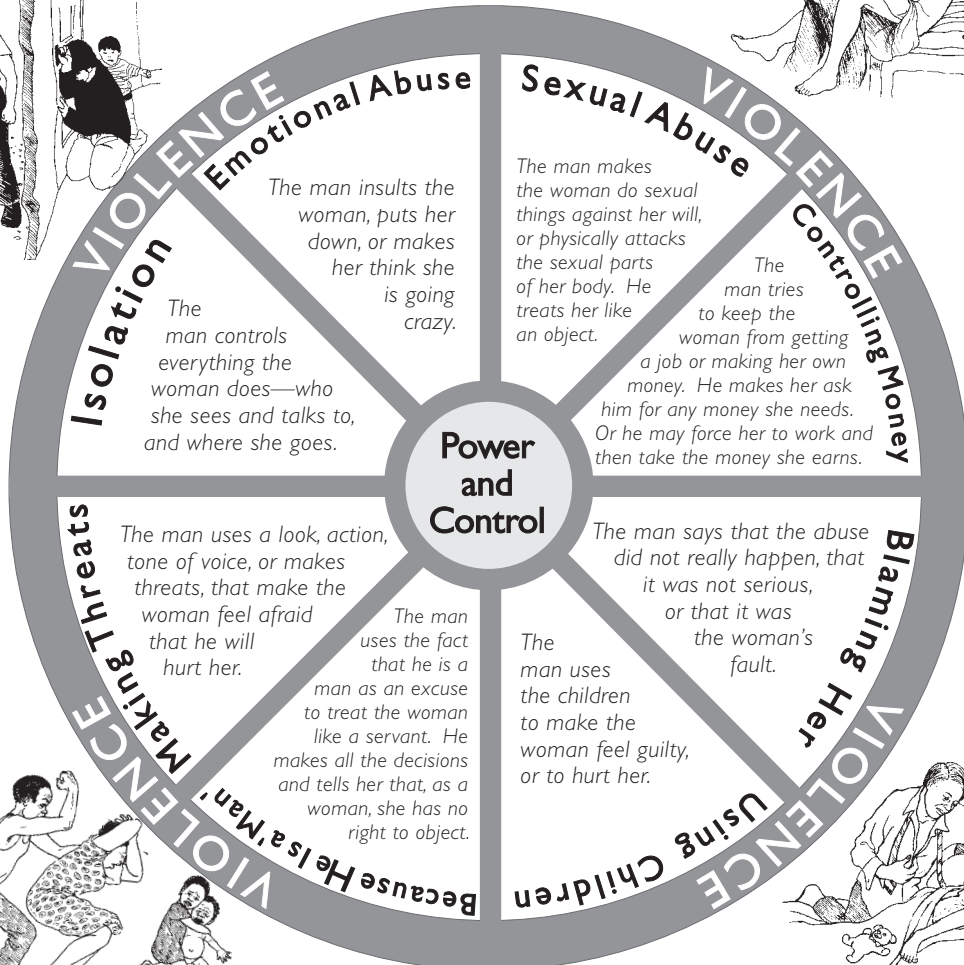 Power
and
Control
VIOLENCE
Emotional Abuse
The man insults the
woman, puts her
down, or makes
her think she
is going
crazy.
Sexual Abuse
The man makes
the woman do sexual
things against her will,
or physically attacks
the sexual parts
of her body. He
treats her like
an object.
VIOLENCE
Controlling Money
The
man tries
to keep the
woman from getting
a job or making her own
money. He makes her ask
him for any money she needs.
Or he may force her to work and
then take the money she earns.
Blaming Her
The man says that the abuse
did not really happen, that
it was not serious,
or that it was
the woman's
fault.
VIOLENCE
Using Children
The
man uses
the children
to make the
woman feel guilty,
or to hurt her.
Because He Is a 'Man'
The man
uses the fact
that he is a
man as an excuse
to treat the woman
like a servant. He
makes all the decisions
and tells her that, as a
woman, she has no
right to object.
VIOLENCE
Making Threats
The man uses a look, action,
tone of voice, or makes
threats, that make the
woman feel afraid
that he will
hurt her.
Isolation
The
man controls
everything the
woman does—who
she sees and talks to,
and where she goes.